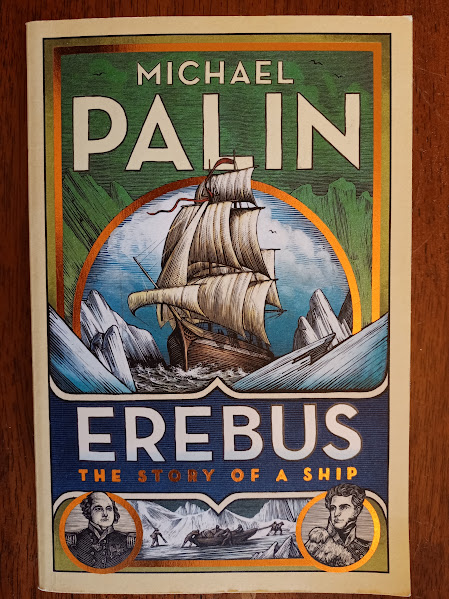 MICHAEL
PALIN
EREBUS
THE STORY OF A SHIP